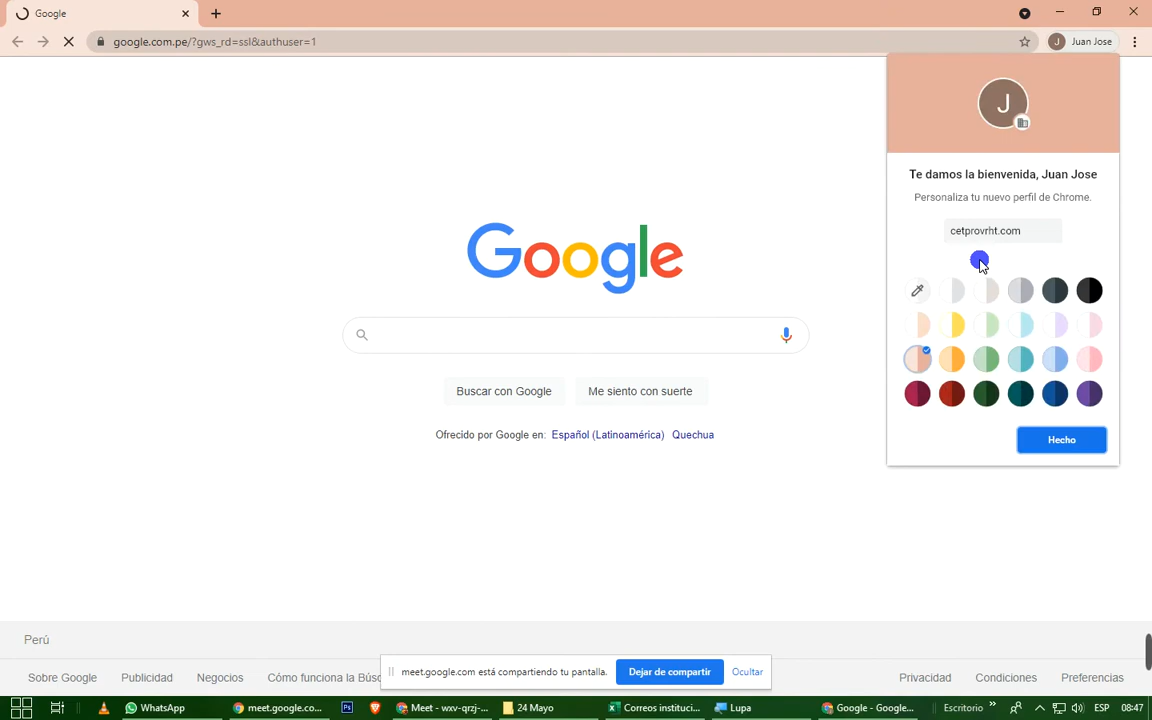 Google
google.com.pe/?gws_rd=ssl&authuser=1
J
Juan Jose
J
Te damos la bienvenida, Juan Jose
Personaliza tu nuevo perfil de Chrome.
cetprovrht.com
Hecho
Google
Buscar con Google
Me siento con suerte
Ofrecido por Google en: Español (Latinoamérica) Quechua
Perú
meet.google.com está compartiendo tu pantalla.
Dejar de compartir
Ocultar
Sobre Google
Publicidad
Negocios
Cómo funciona la Búsc
Privacidad
Condiciones
Preferencias
WhatsApp
meet.google.co...
Ps
Meet - wxv-qrzj-...
24 Mayo
Correos instituci...
Lupa
Google - Google...
Escritorio
ESP
08:47